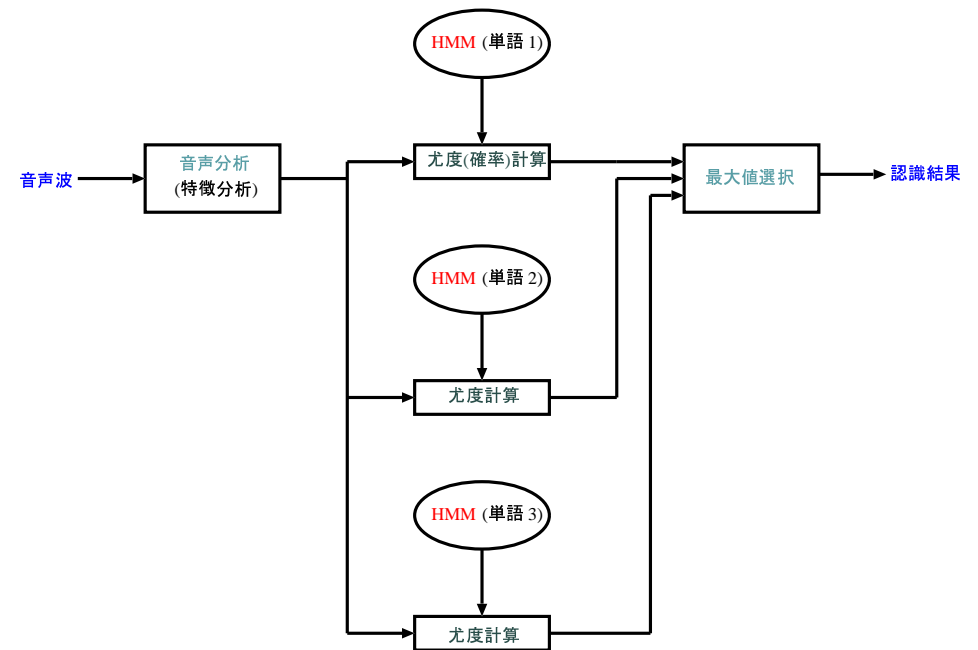 HMM (単語 1)
音声波
音声分析
(特徴分析)
尤度(確率)計算
最大値選択
認識結果
HMM (単語 2)
尤度計算
HMM (単語 3)
尤度計算